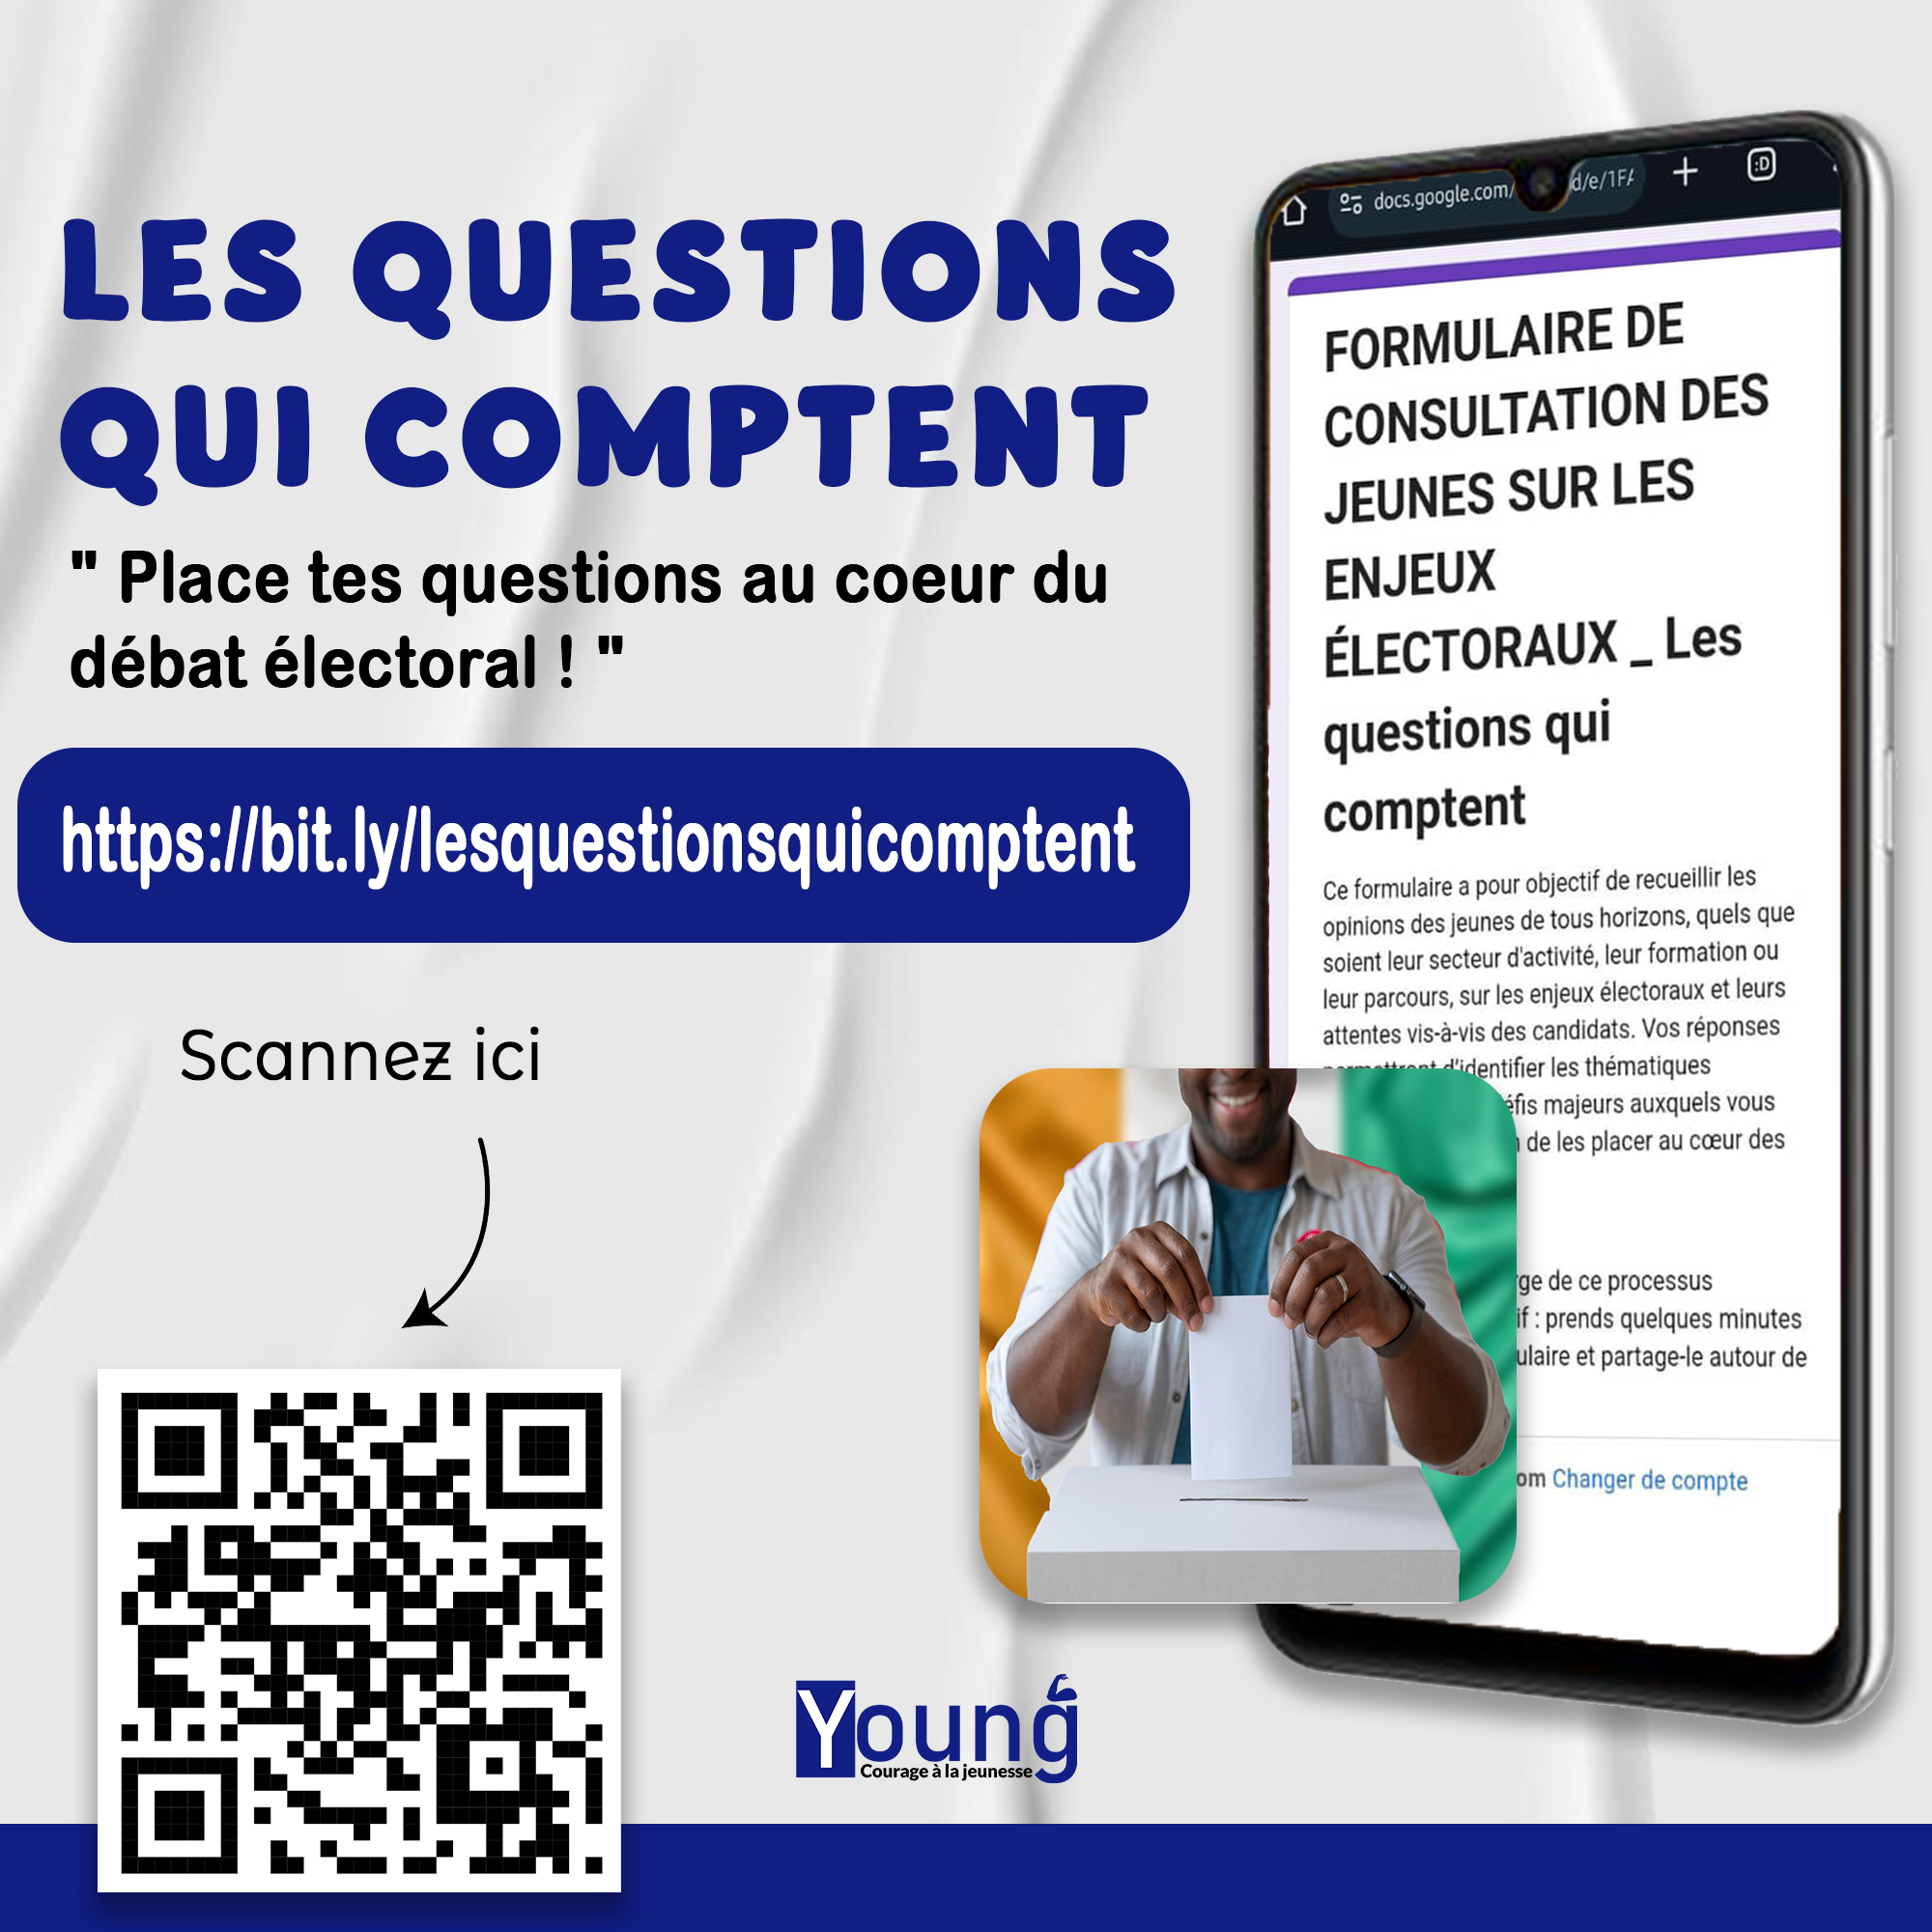 LES QUESTIONS
QUI COMPTENT
" Place tes questions au coeur du
débat électoral ! "
https://bit.ly/lesquestionsquicomptent
Scannez ici
Young
Courage à la jeunesse
docs.google.com/ d/e/1FA
:D
FORMULAIRE DE
CONSULTATION DES
JEUNES SUR LES
ENJEUX
ÉLECTORAUX _ Les
questions qui
comptent
Ce formulaire a pour objectif de recueillir les
opinions des jeunes de tous horizons, quels que
soient leur secteur d'activité, leur formation ou
leur parcours, sur les enjeux électoraux et leurs
attentes vis-à-vis des candidats. Vos réponses
d'identifier les thématiques
éfis majeurs auxquels vous
de les placer au cœur des
rge de ce processus
if : prends quelques minutes
ulaire et partage-le autour de
om Changer de compte